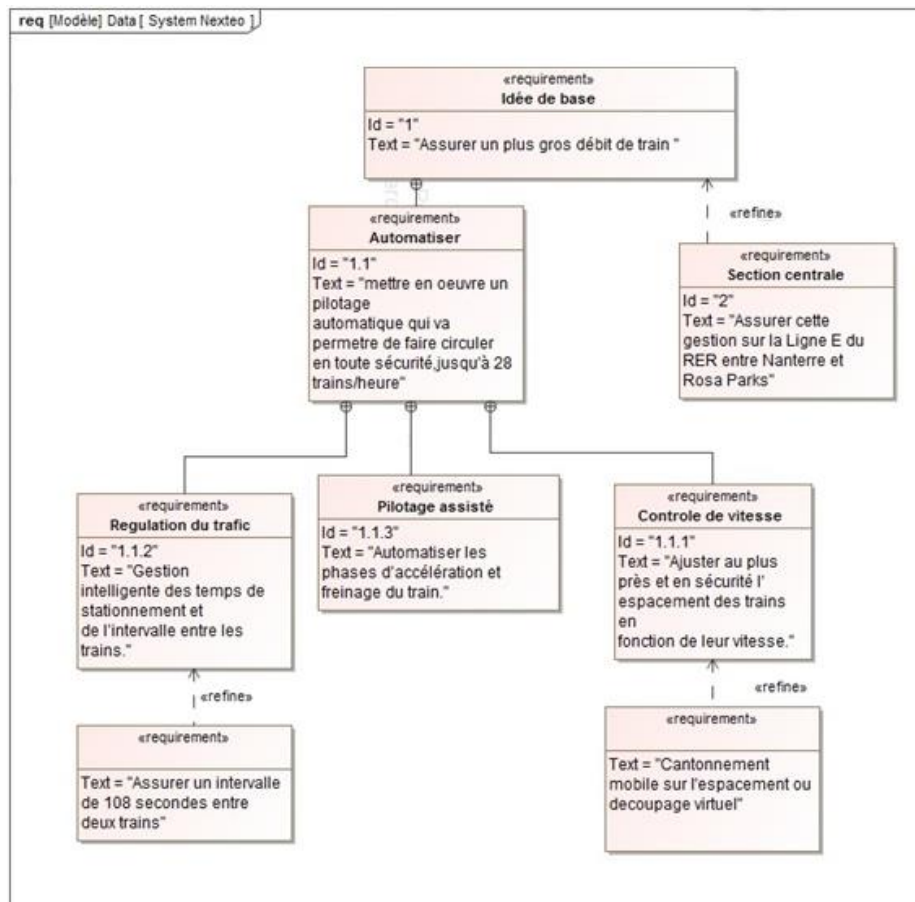 req [Modèle] Data [ System Nexteo ]
«requirement»
Idée de base
Id = "1"
Text = "Assurer un plus gros débit de train "
«requirement»
Automatiser
Id = "1.1"
Text = "mettre en oeuvre un
pilotage
automatique qui va
permetre de faire circuler
en toute sécurité,jusqu'à 28
trains/heure"
«refine»
«requirement»
Section centrale
Id = "2"
Text = "Assurer cette
gestion sur la Ligne E du
RER entre Nanterre et
Rosa Parks"
«requirement»
Regulation du trafic
Id = "1.1.2"
Text = "Gestion
intelligente des temps de
stationnement et
de l'intervalle entre les
trains."
«requirement»
Pilotage assisté
Id = "1.1.3"
Text = "Automatiser les
phases d'accélération et
freinage du train."
«requirement»
Controle de vitesse
Id = "1.1.1"
Text = "Ajuster au plus
près et en sécurité l'
espacement des trains
en
fonction de leur vitesse."
«refine»
«requirement»
Text = "Assurer un intervalle
de 108 secondes entre
deux trains"
«refine»
«requirement»
Text = "Cantonnement
mobile sur l'espacement ou
decoupage virtuel"